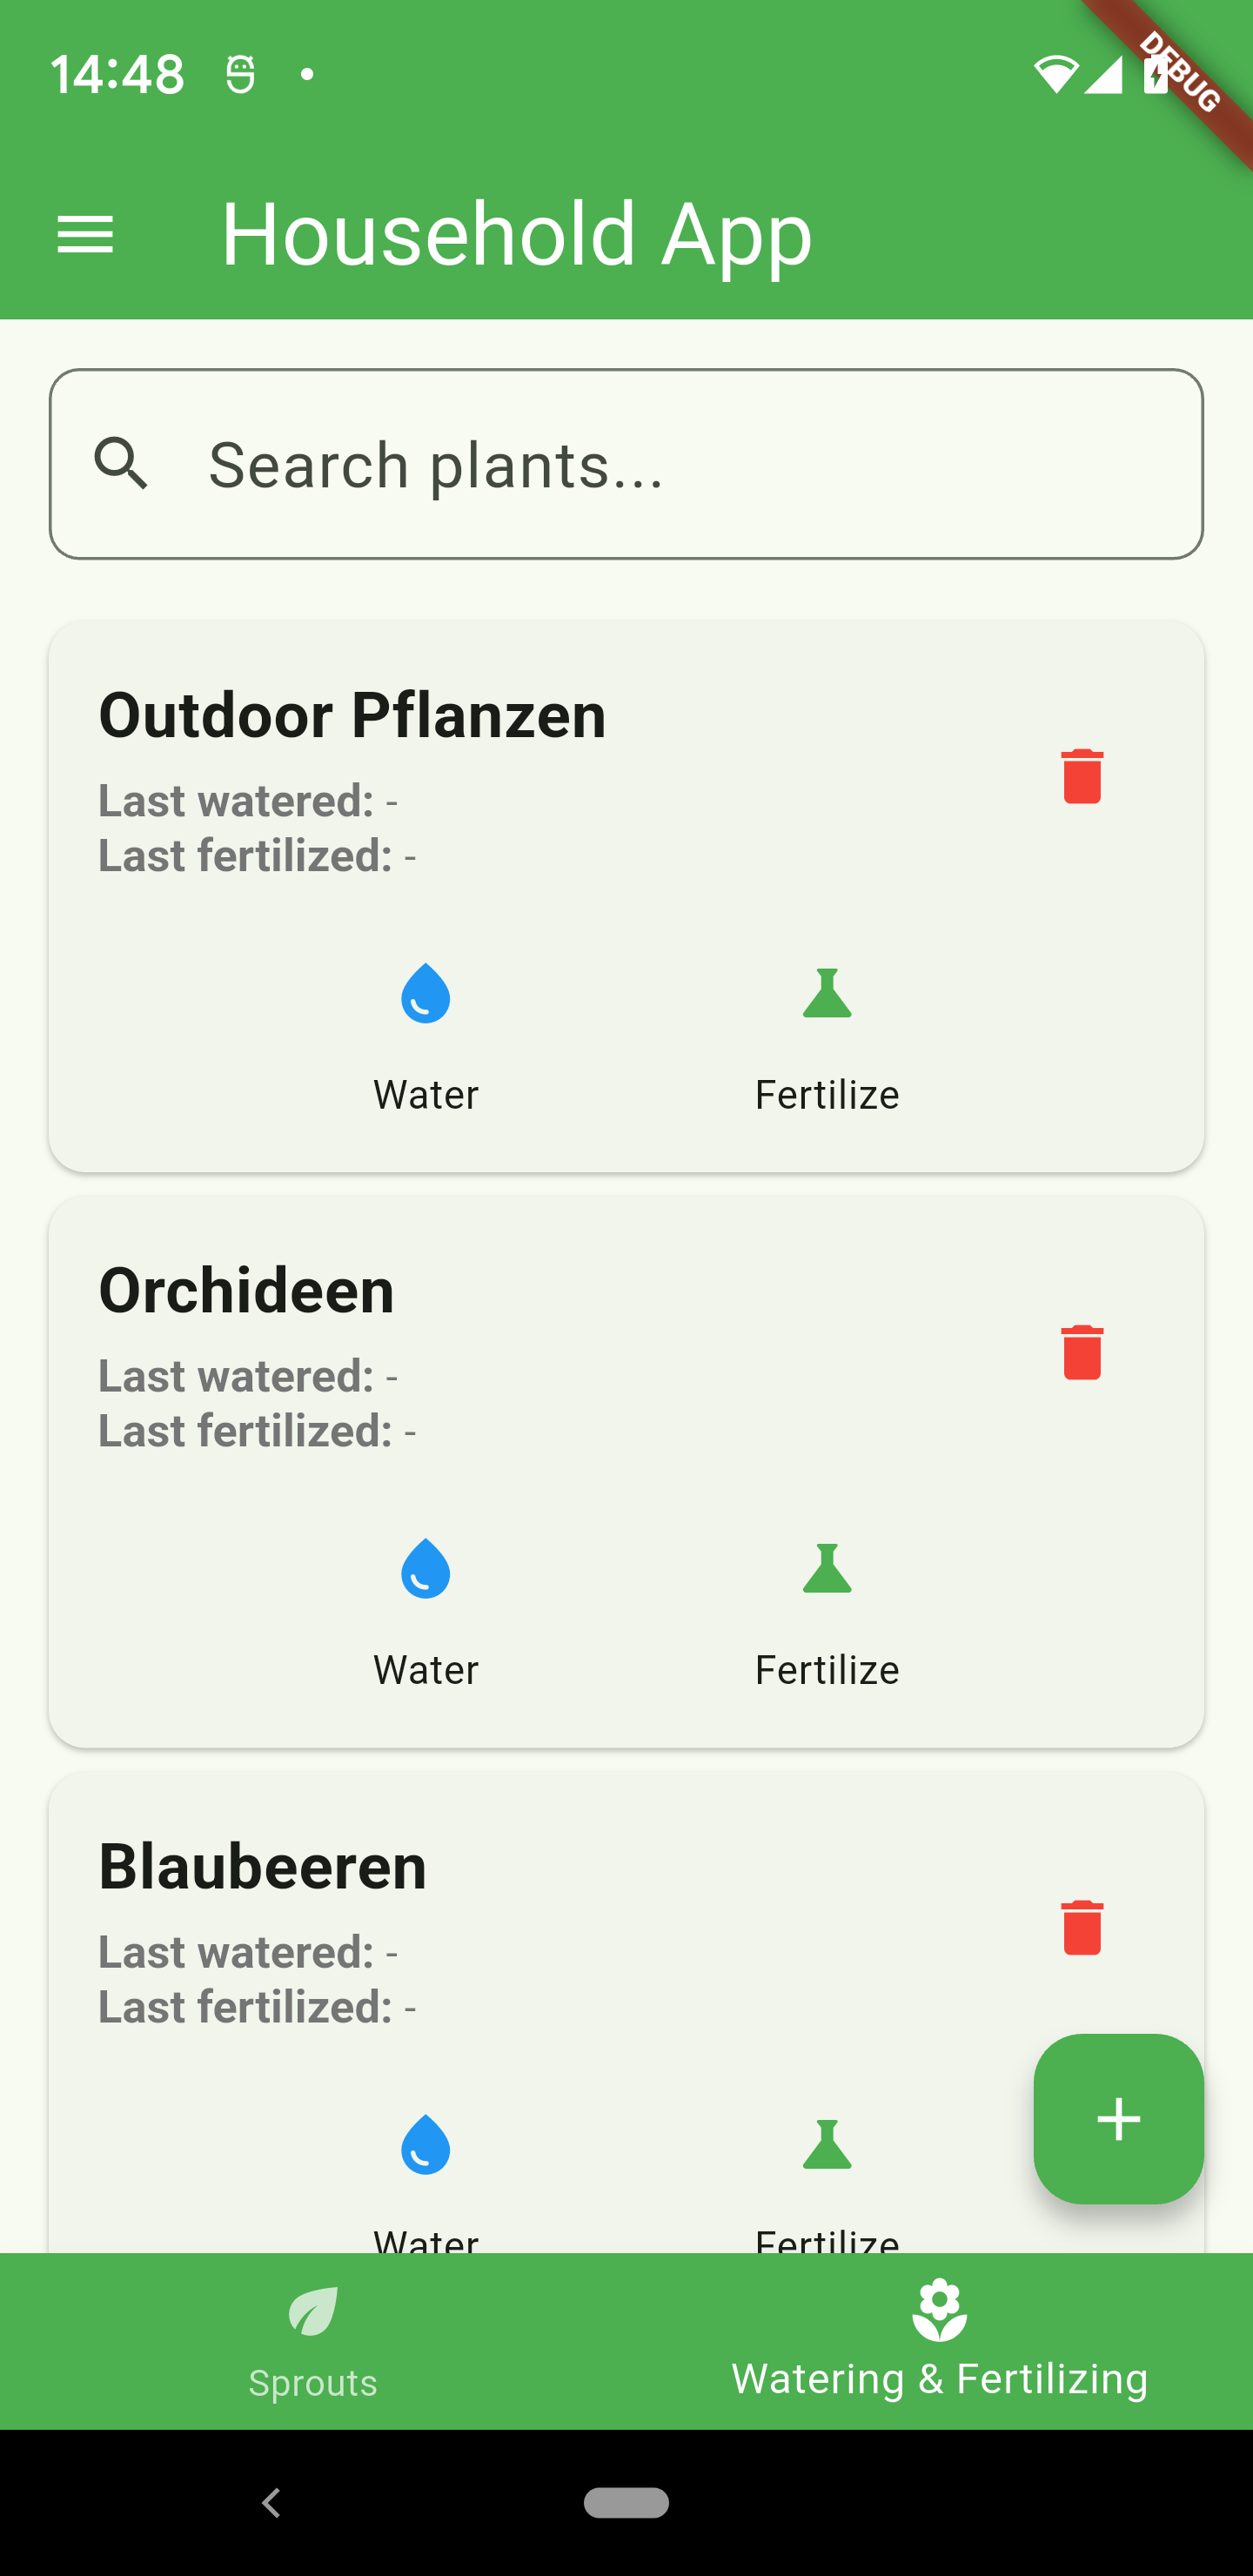 14:48
DEBUG
Household App
Search plants...
Outdoor Pflanzen
Last watered: -
Last fertilized: -
Water Fertilize
Orchideen
Last watered: -
Last fertilized: -
Water Fertilize
Blaubeeren
Last watered: -
Last fertilized: -
Water Fertilize
Sprouts Watering & Fertilizing